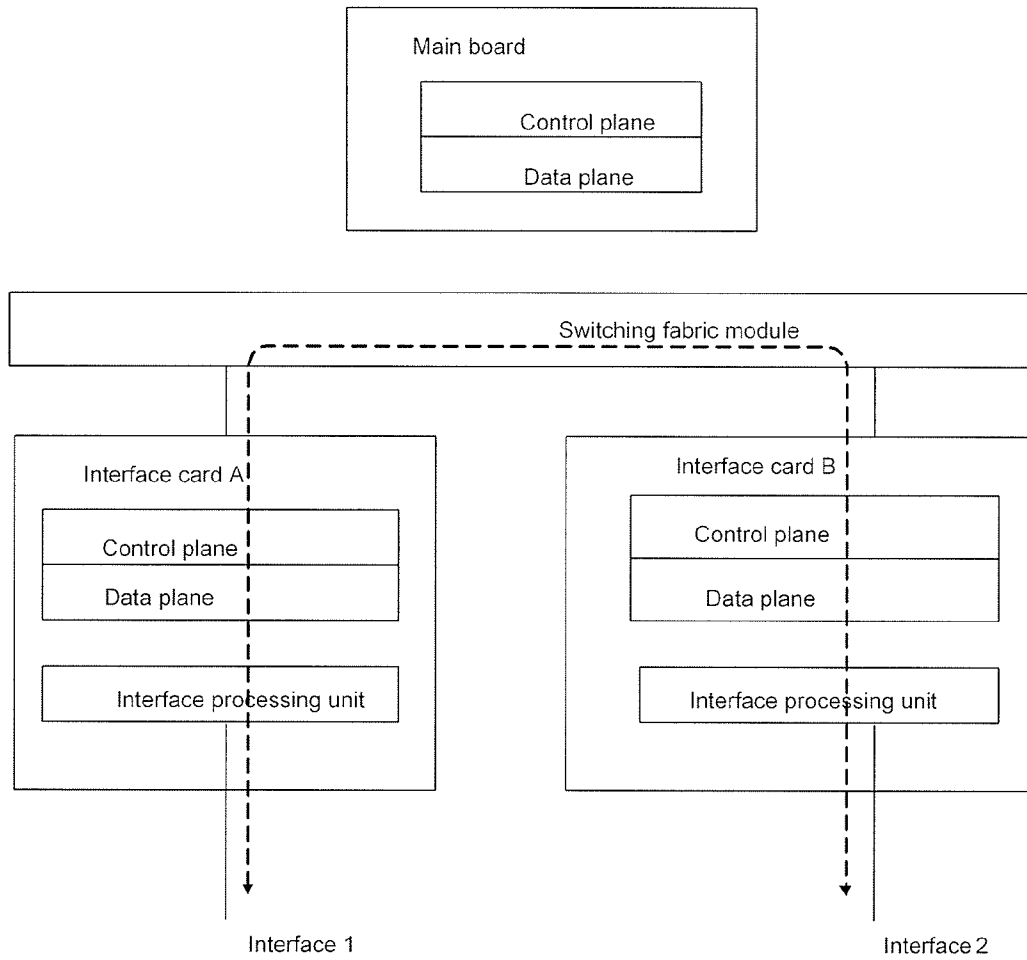 Main board
Control plane
Data plane
Switching fabric module
Interface card A
Control plane
Data plane
Interface processing unit
Interface card B
Control plane
Data plane
Interface processing unit
Interface 1
Interface 2